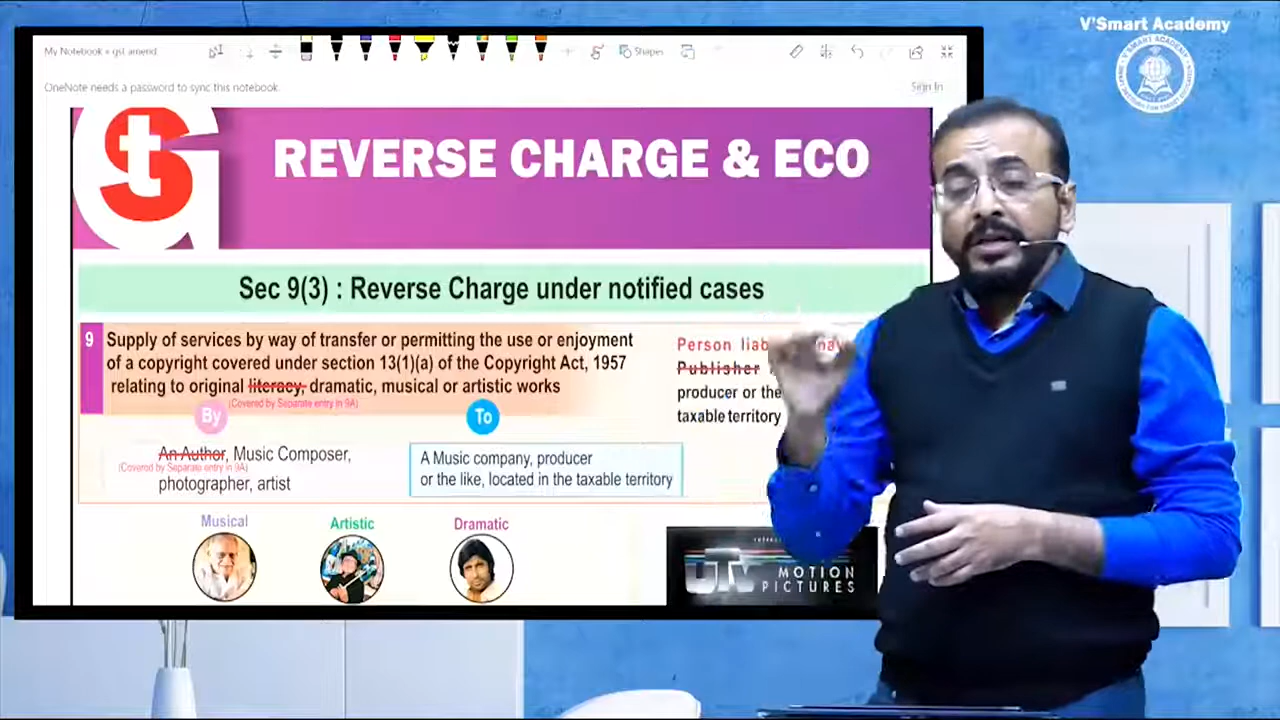 V'Smart Academy
My Notebook » gst amend
Shapes
OneNote needs a password to sync this notebook.
Sign In
Gst
REVERSE CHARGE & ECO
Sec 9(3) : Reverse Charge under notified cases
9 Supply of services by way of transfer or permitting the use or enjoyment
of a copyright covered under section 13(1)(a) of the Copyright Act, 1957
relating to original literacy, dramatic, musical or artistic works
(Covered by Separate entry in 9A)
Person liab
Publisher
producer or the
taxable territory
By
To
An Author, Music Composer,
(Covered by Separate entry in 9A)
photographer, artist
A Music company, producer
or the like, located in the taxable territory
Musical
Artistic
Dramatic
UTV
MOTION
PICTURES